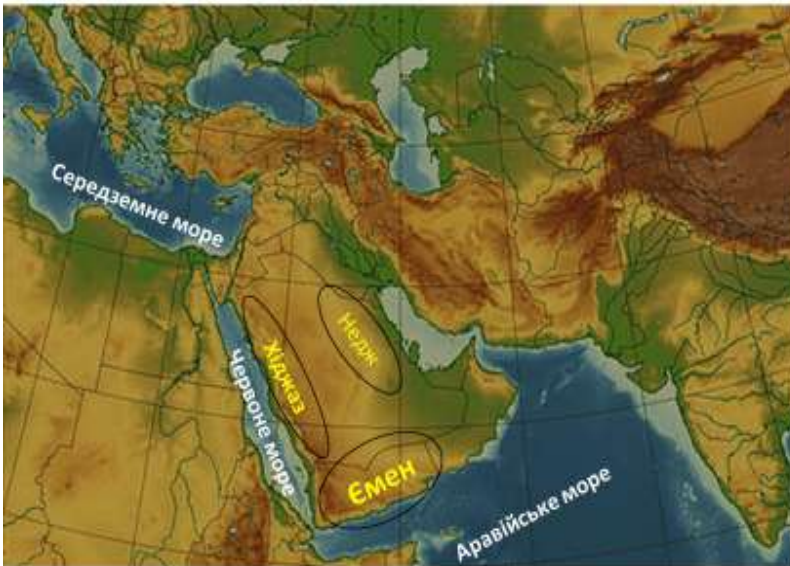 Середземне море
Недж
Хіджаз
Червоне море
Ємен
Аравійське море